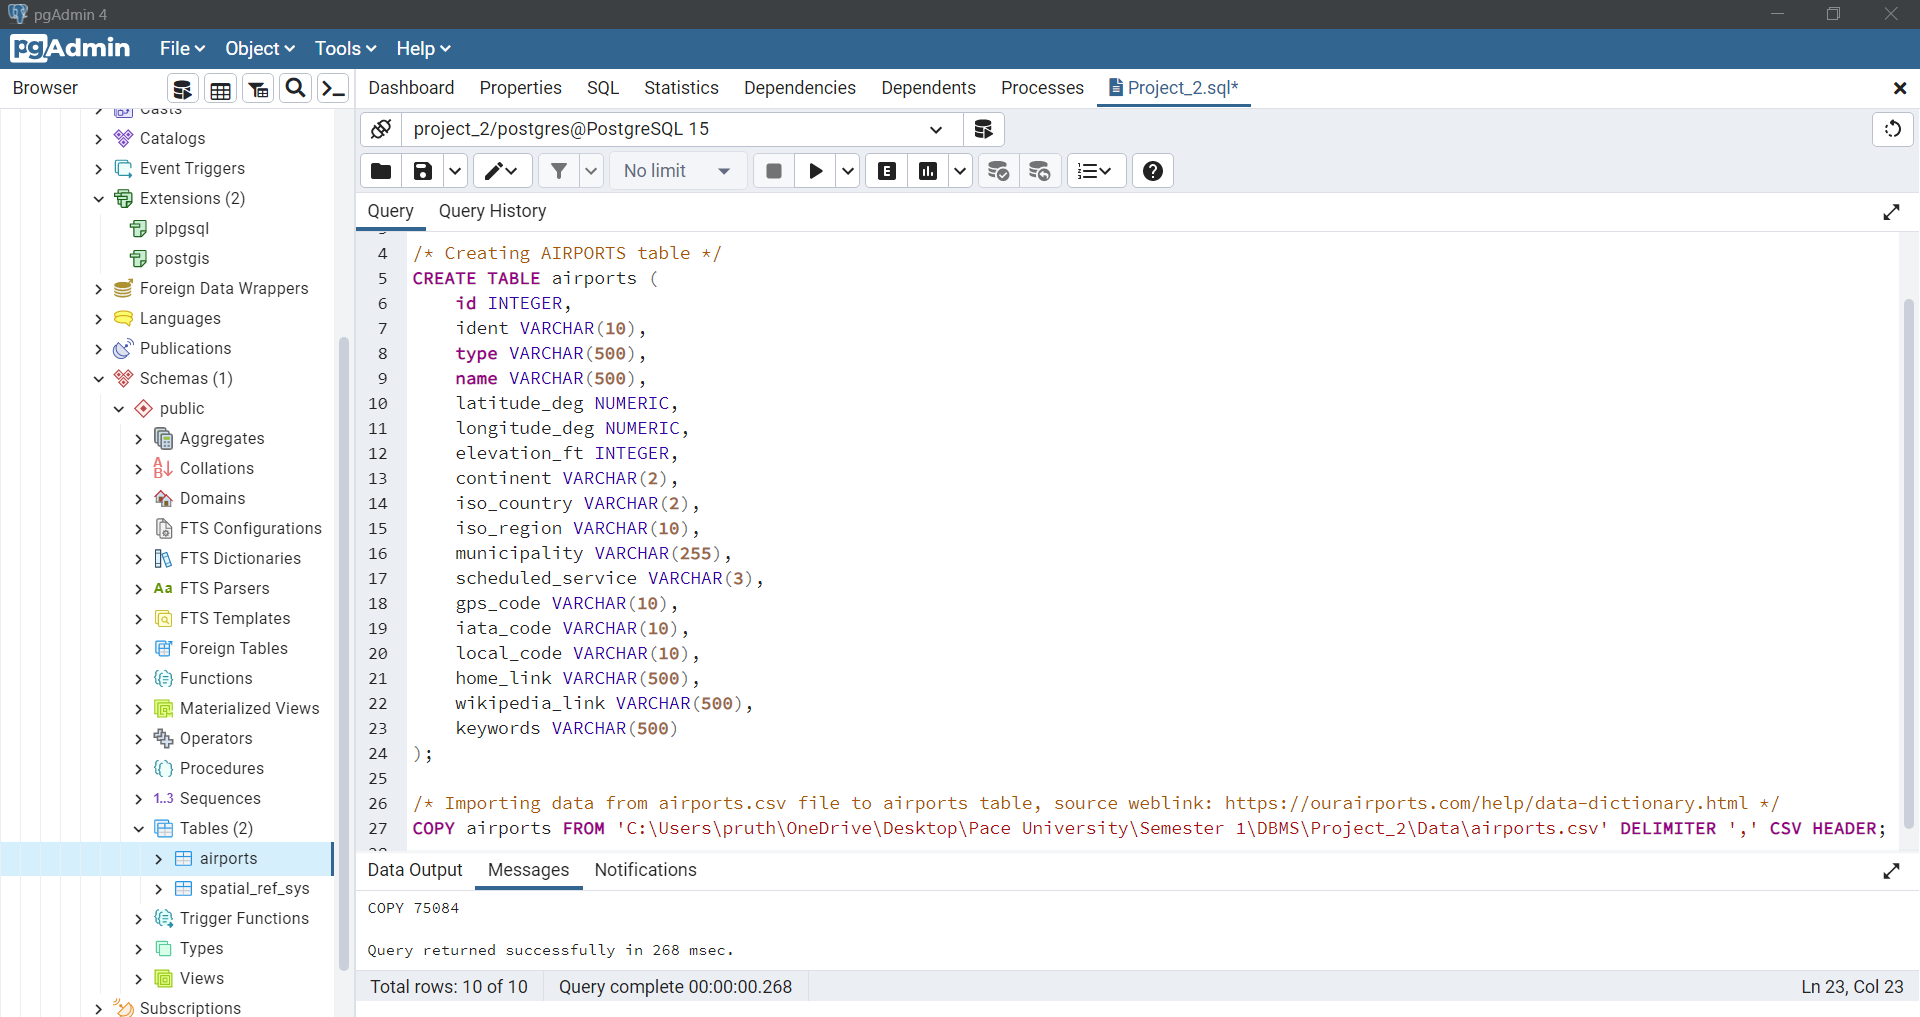 pgAdmin 4
pgAdmin File Object Tools Help
Browser
Dashboard Properties SQL Statistics Dependencies Dependents Processes Project_2.sql*
Casts
Catalogs
Event Triggers
Extensions (2)
plpgsql
postgis
Foreign Data Wrappers
Languages
Publications
Schemas (1)
public
Aggregates
Collations
Domains
FTS Configurations
FTS Dictionaries
Aa FTS Parsers
FTS Templates
Foreign Tables
Functions
Materialized Views
Operators
Procedures
1..3 Sequences
Tables (2)
airports
spatial_ref_sys
Trigger Functions
Types
Views
Subscriptions
project_2/postgres@PostgreSQL 15
No limit
E
Query Query History
4 /* Creating AIRPORTS table */
5 CREATE TABLE airports (
6 id INTEGER,
7 ident VARCHAR(10),
8 type VARCHAR(500),
9 name VARCHAR(500),
10 latitude_deg NUMERIC,
11 longitude_deg NUMERIC,
12 elevation_ft INTEGER,
13 continent VARCHAR(2),
14 iso_country VARCHAR(2),
15 iso_region VARCHAR(10),
16 municipality VARCHAR(255),
17 scheduled_service VARCHAR(3),
18 gps_code VARCHAR(10),
19 iata_code VARCHAR(10),
20 local_code VARCHAR(10),
21 home_link VARCHAR(500),
22 wikipedia_link VARCHAR(500),
23 keywords VARCHAR(500)
24 );
25
26 /* Importing data from airports.csv file to airports table, source weblink: https://ourairports.com/help/data-dictionary.html */
27 COPY airports FROM 'C:\Users\pruth\OneDrive\Desktop\Pace University\Semester 1\DBMS\Project_2\Data\airports.csv' DELIMITER ',' CSV HEADER;
Data Output Messages Notifications
COPY 75084
Query returned successfully in 268 msec.
Total rows: 10 of 10 Query complete 00:00:00.268 Ln 23, Col 23